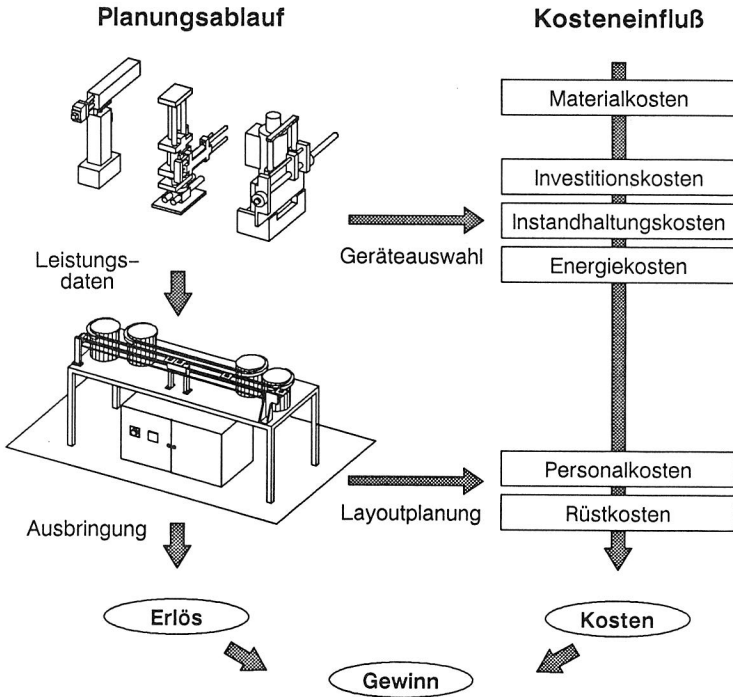 Planungsablauf
Kosteneinfluß
Materialkosten
Investitionskosten
Instandhaltungskosten
Energiekosten
Geräteauswahl
Leistungs-
daten
Personalkosten
Rüstkosten
Layoutplanung
Ausbringung
Erlös
Kosten
Gewinn